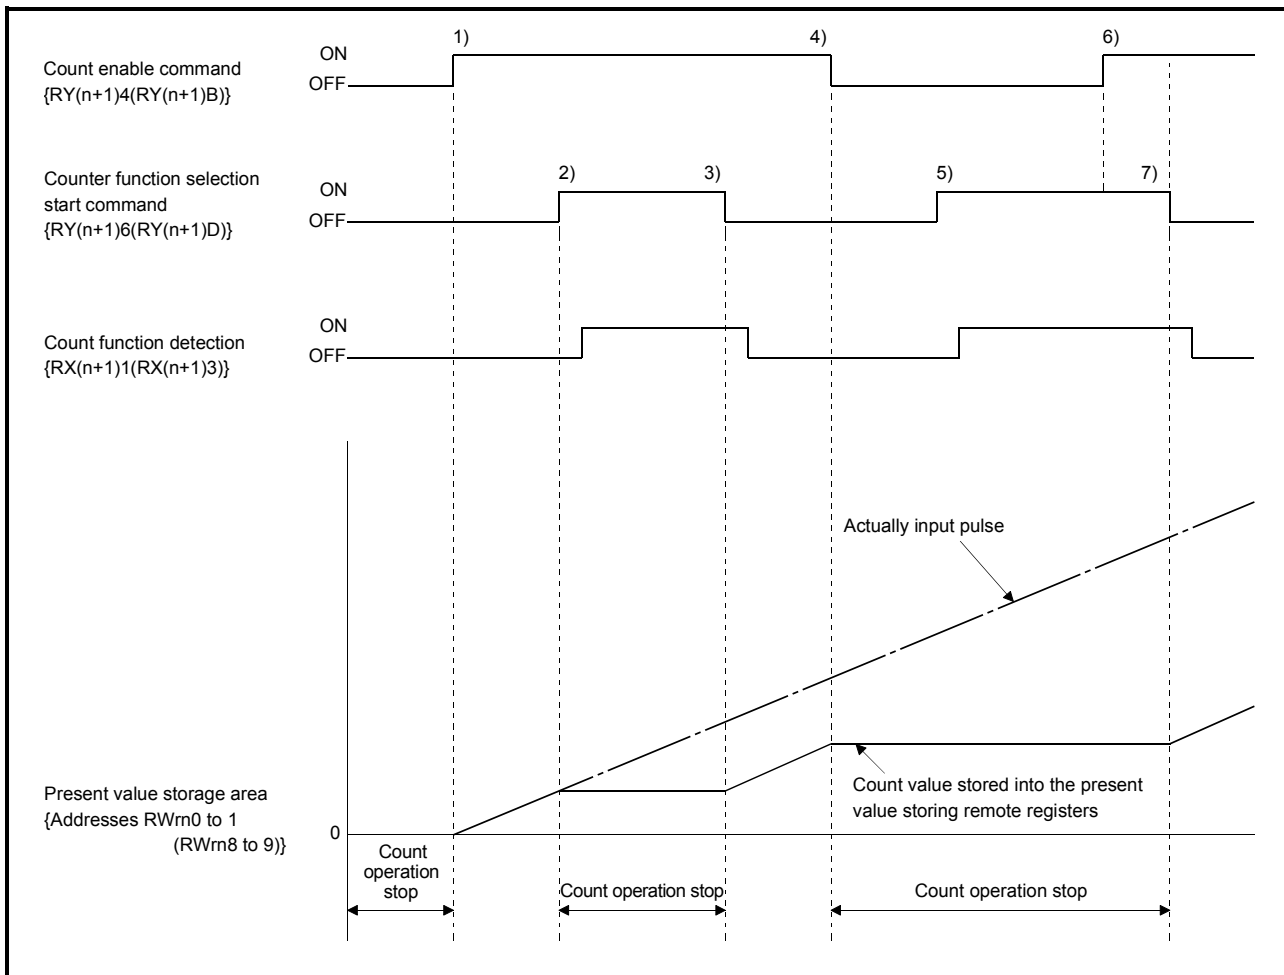 1)
4)
6)
ON
Count enable command
OFF
{RY(n+1)4(RY(n+1)B)}
2)
3)
5)
7)
Counter function selection
ON
start command
OFF
{RY(n+1)6(RY(n+1)D)}
ON
Count function detection
OFF
{RX(n+1)1(RX(n+1)3)}
Actually input pulse
Count value stored into the present
value storing remote registers
Present value storage area
{Addresses RWrn0 to 1
(RWrn8 to 9)}
0
Count
operation
stop
Count operation stop
Count operation stop